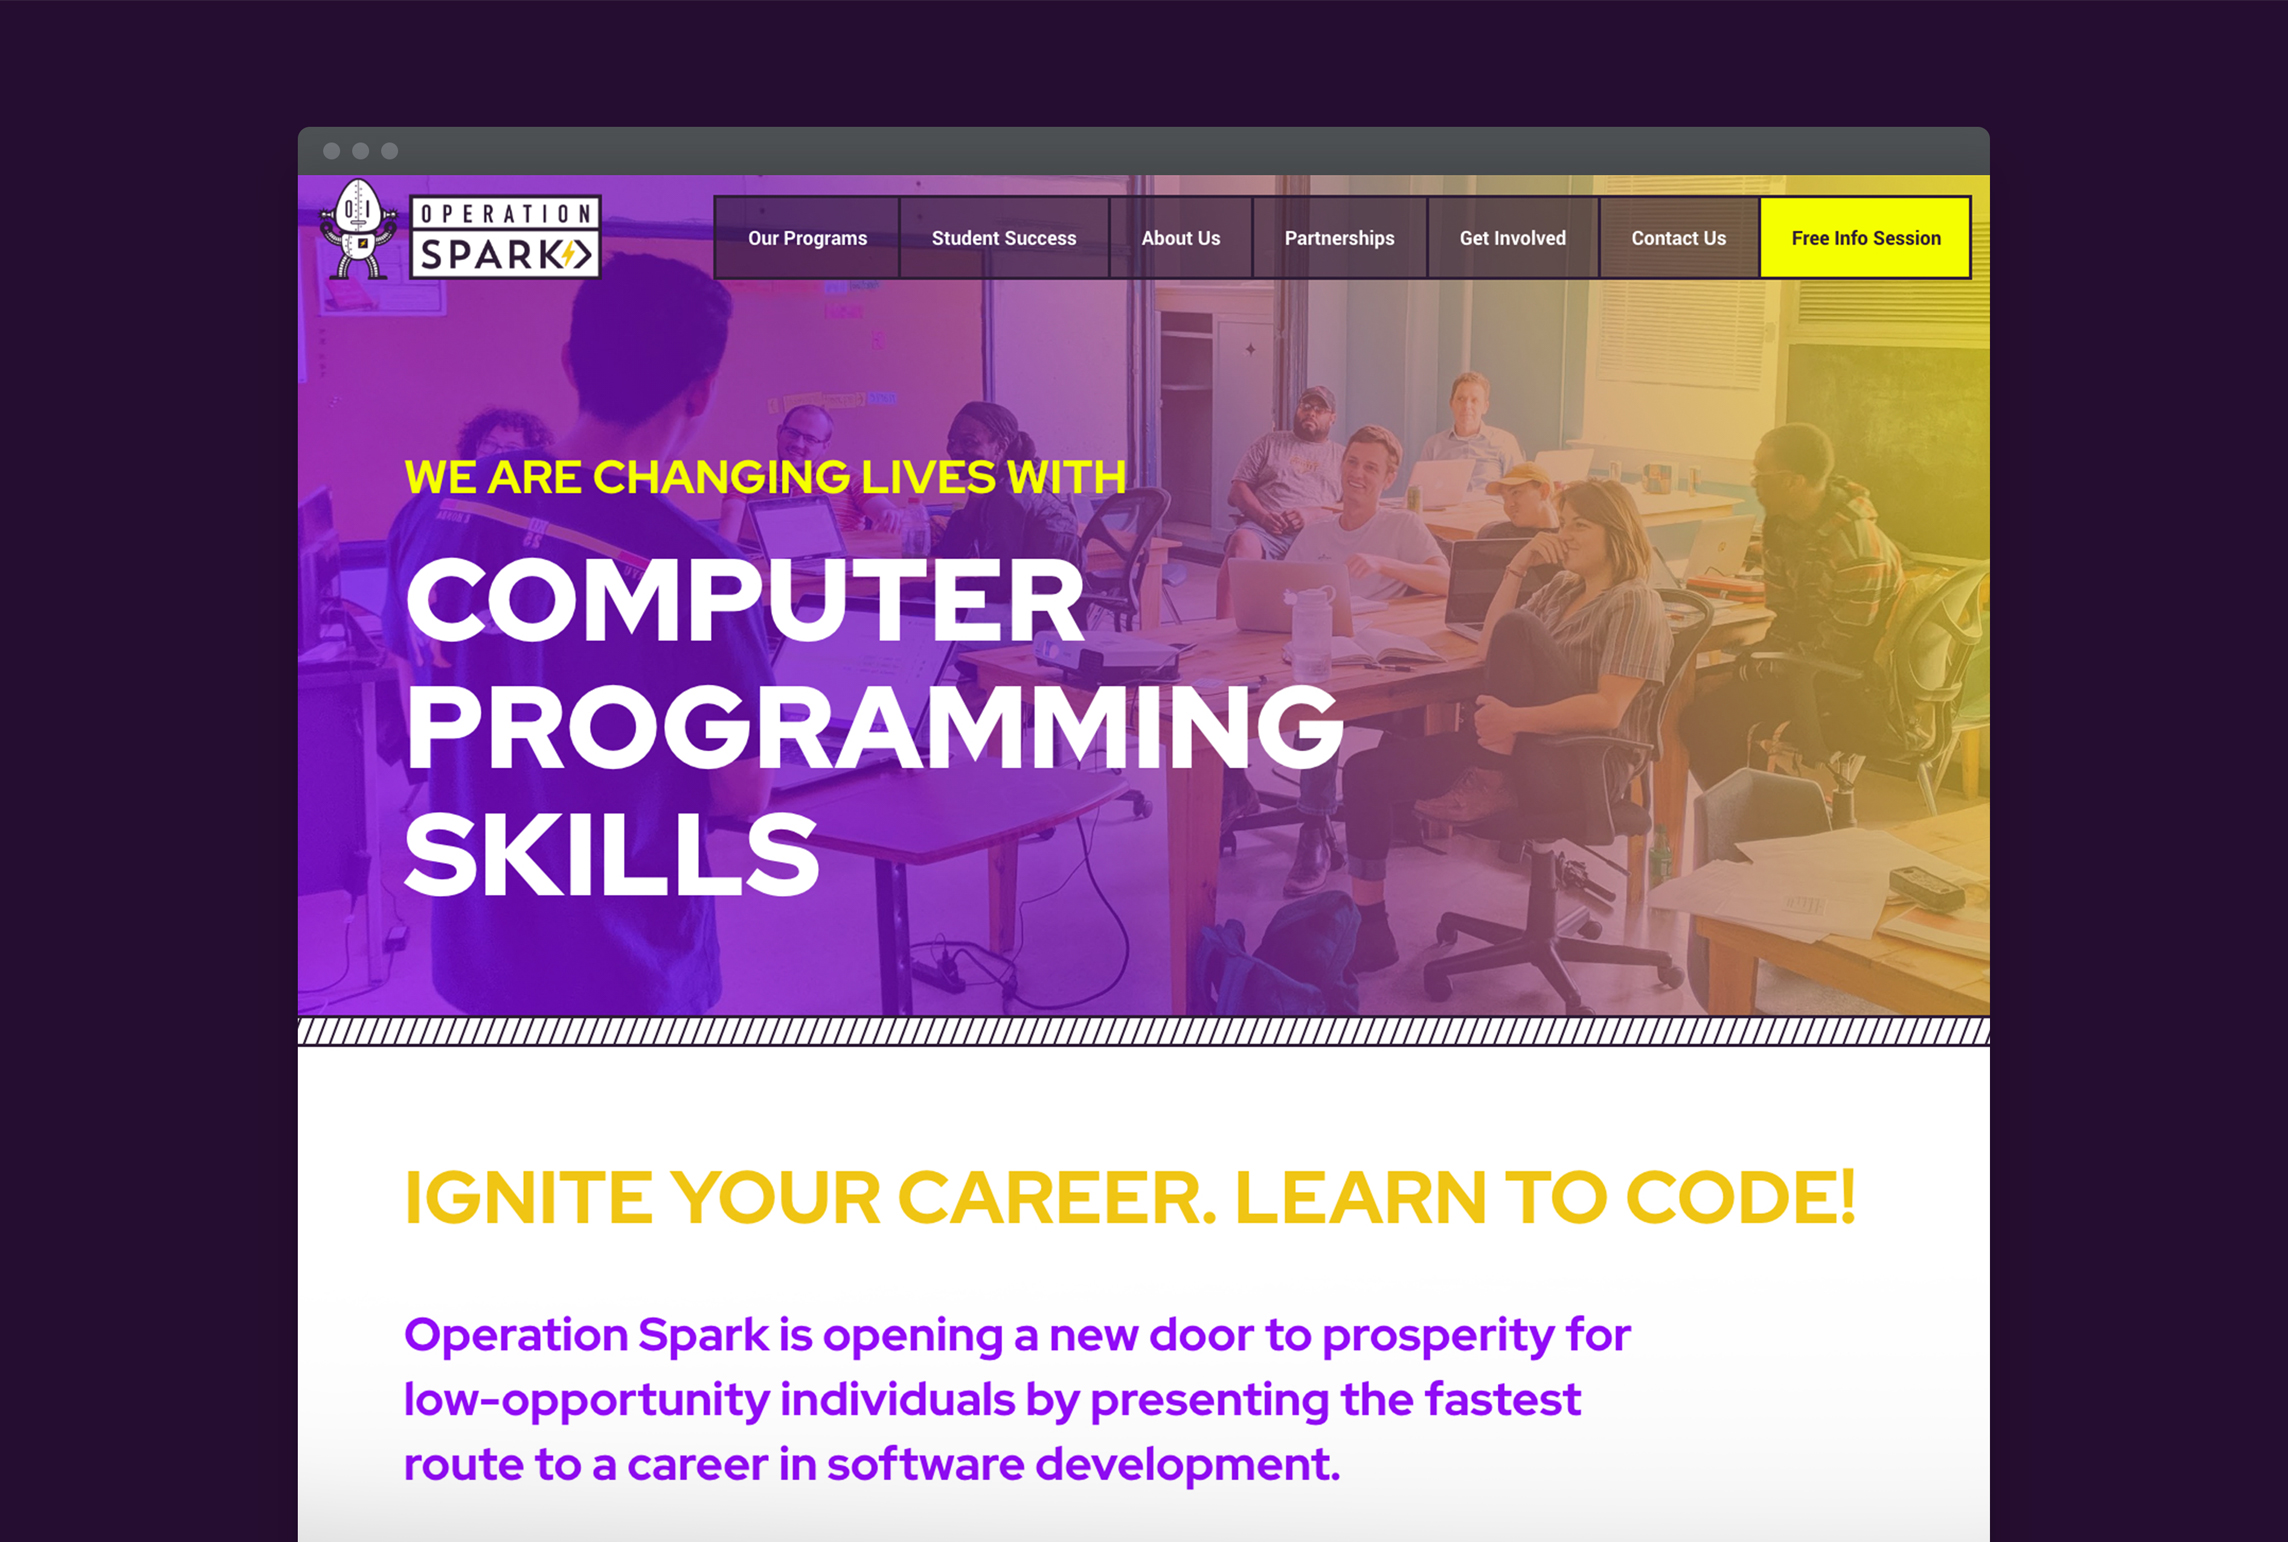 OPERATION
SPARK
Our Programs
Student Success
About Us
Partnerships
Get Involved
Contact Us
Free Info Session
WE ARE CHANGING LIVES WITH
COMPUTER
PROGRAMMING
SKILLS
IGNITE YOUR CAREER. LEARN TO CODE!
Operation Spark is opening a new door to prosperity for
low-opportunity individuals by presenting the fastest
route to a career in software development.